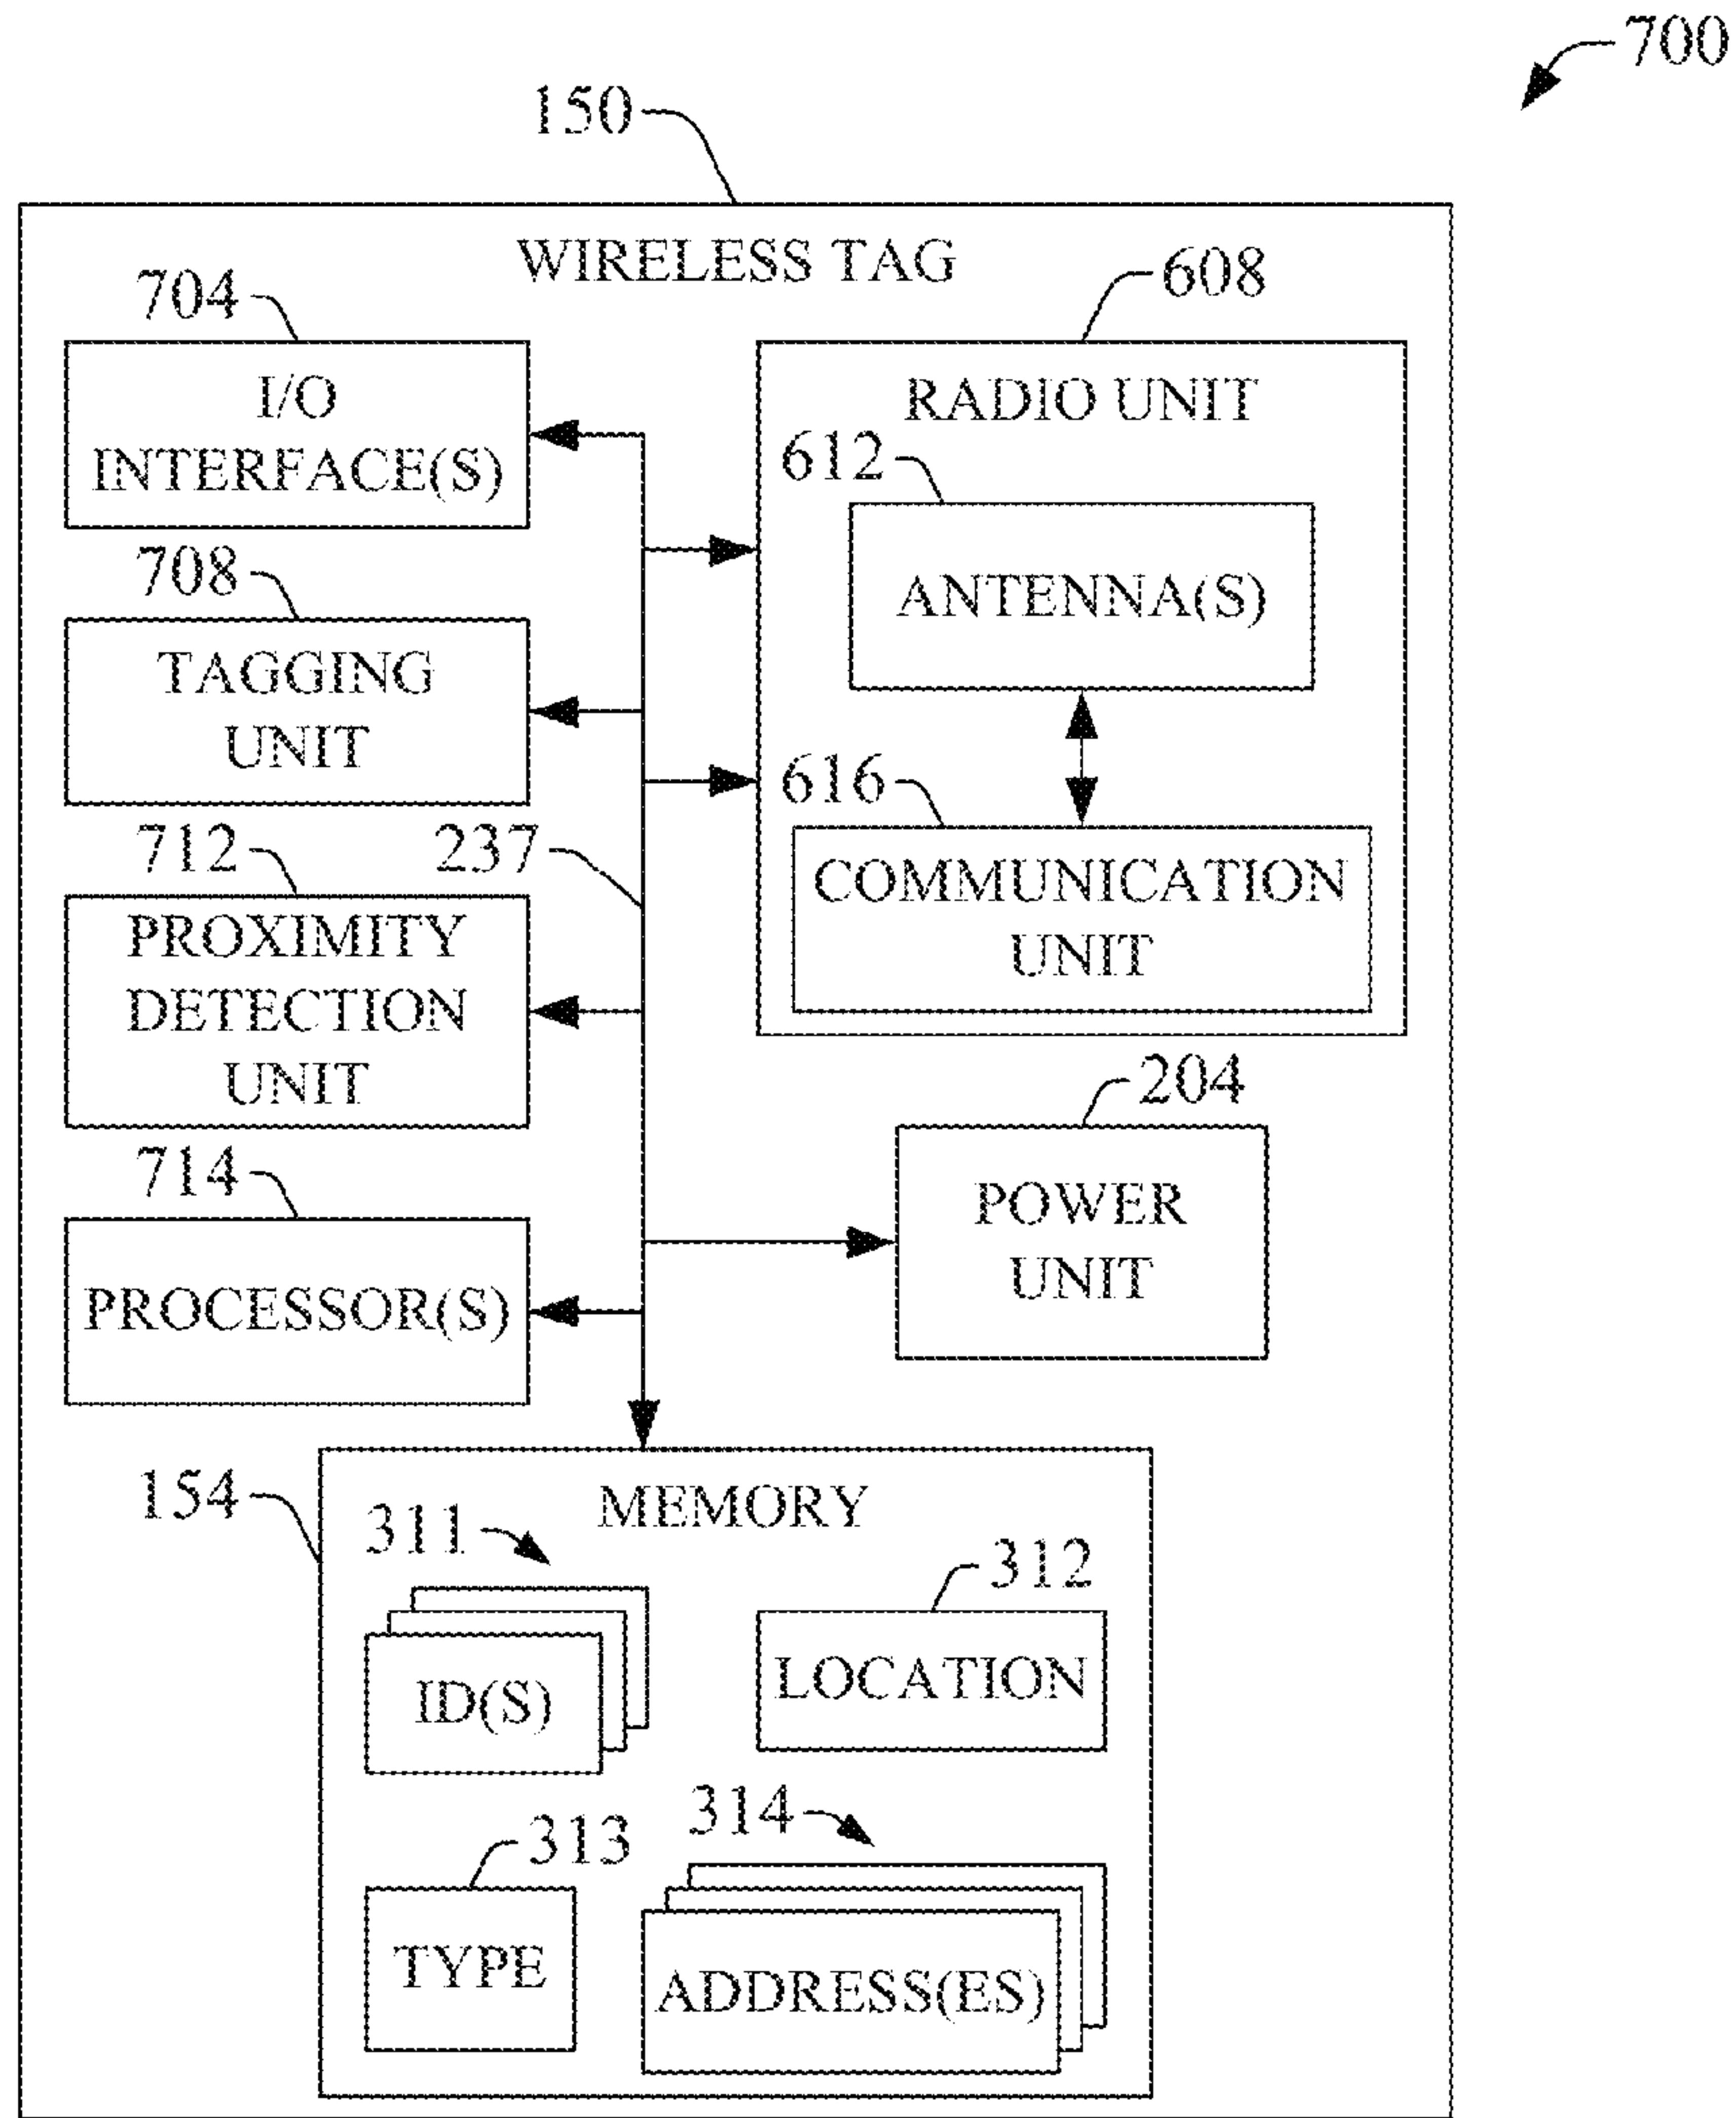 700
150
WIRELESS TAG
704
608
I/O
INTERFACE(S)
RADIO UNIT
612
ANTENNA(S)
708
TAGGING
UNIT
616
COMMUNICATION
UNIT
712
237
PROXIMITY
DETECTION
UNIT
204
POWER
UNIT
714
PROCESSOR(S)
154
MEMORY
311
ID(S)
312
LOCATION
313
TYPE
314
ADDRESS(ES)